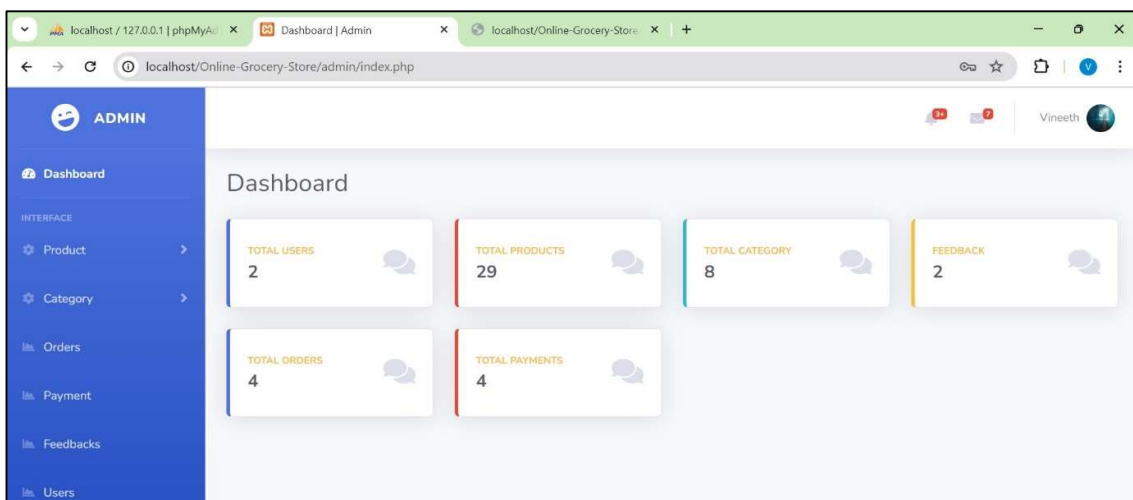 localhost / 127.0.0.1 | phpMyAd
Dashboard | Admin
localhost/Online-Grocery-Store
localhost/Online-Grocery-Store/admin/index.php
V
ADMIN
3+
7
Vineeth
Dashboard
INTERFACE
Product
Category
Orders
Payment
Feedbacks
Users
Dashboard
TOTAL USERS
2
TOTAL PRODUCTS
29
TOTAL CATEGORY
8
FEEDBACK
2
TOTAL ORDERS
4
TOTAL PAYMENTS
4